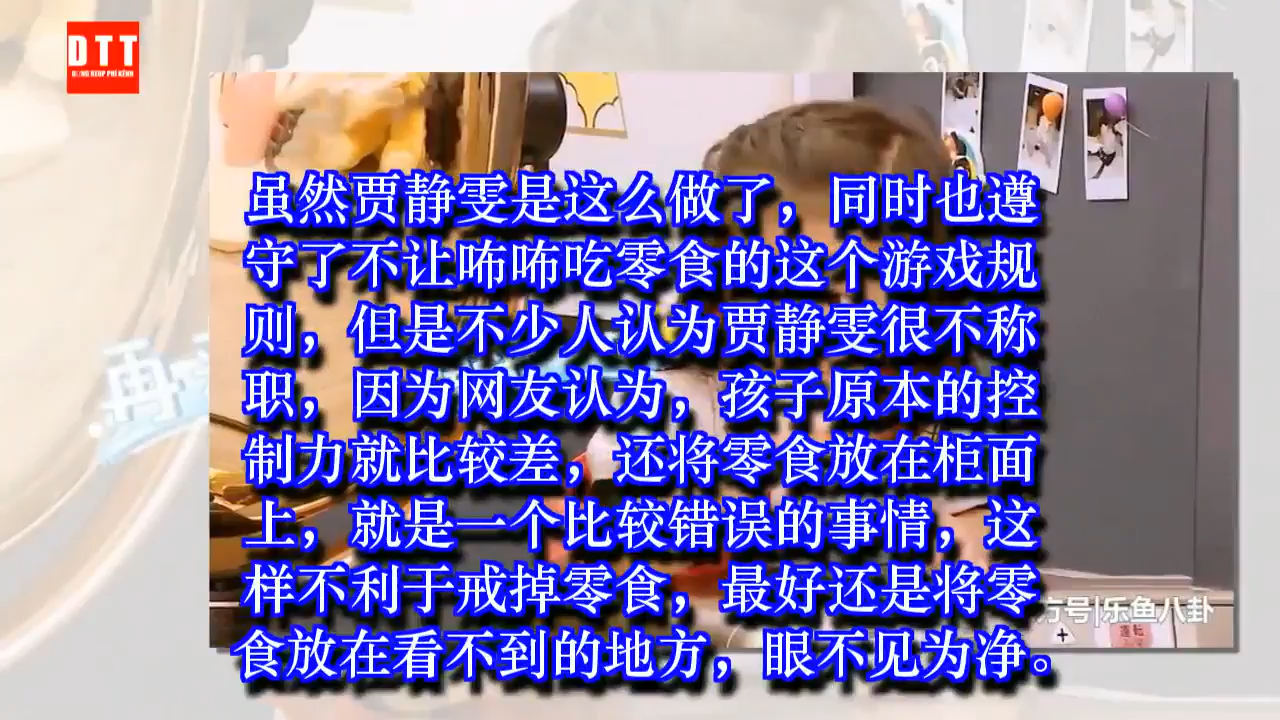 DTT
虽然贾静雯是这么做了，同时也遵
守了不让咘咘吃零食的这个游戏规
则，但是不少人认为贾静雯很不称
职，因为网友认为，孩子原本的控
制力就比较差，还将零食放在柜面
上，就是一个比较错误的事情，这
样不利于戒掉零食，最好还是将零
食放在看不到的地方，眼不见为净。
方号|乐鱼八卦
再